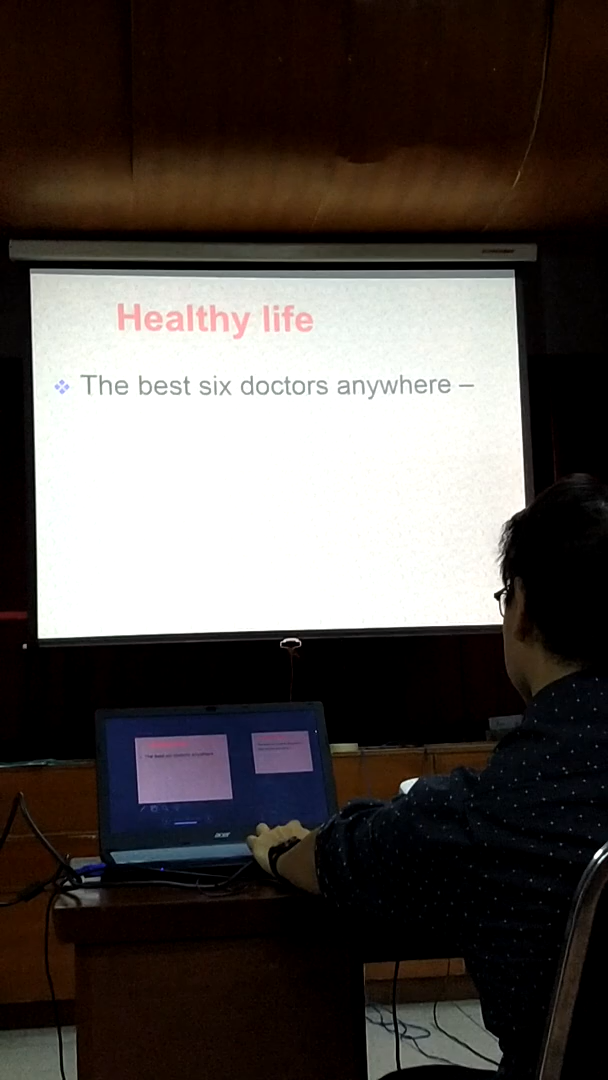 Healthy life
The best six doctors anywhere –
acer